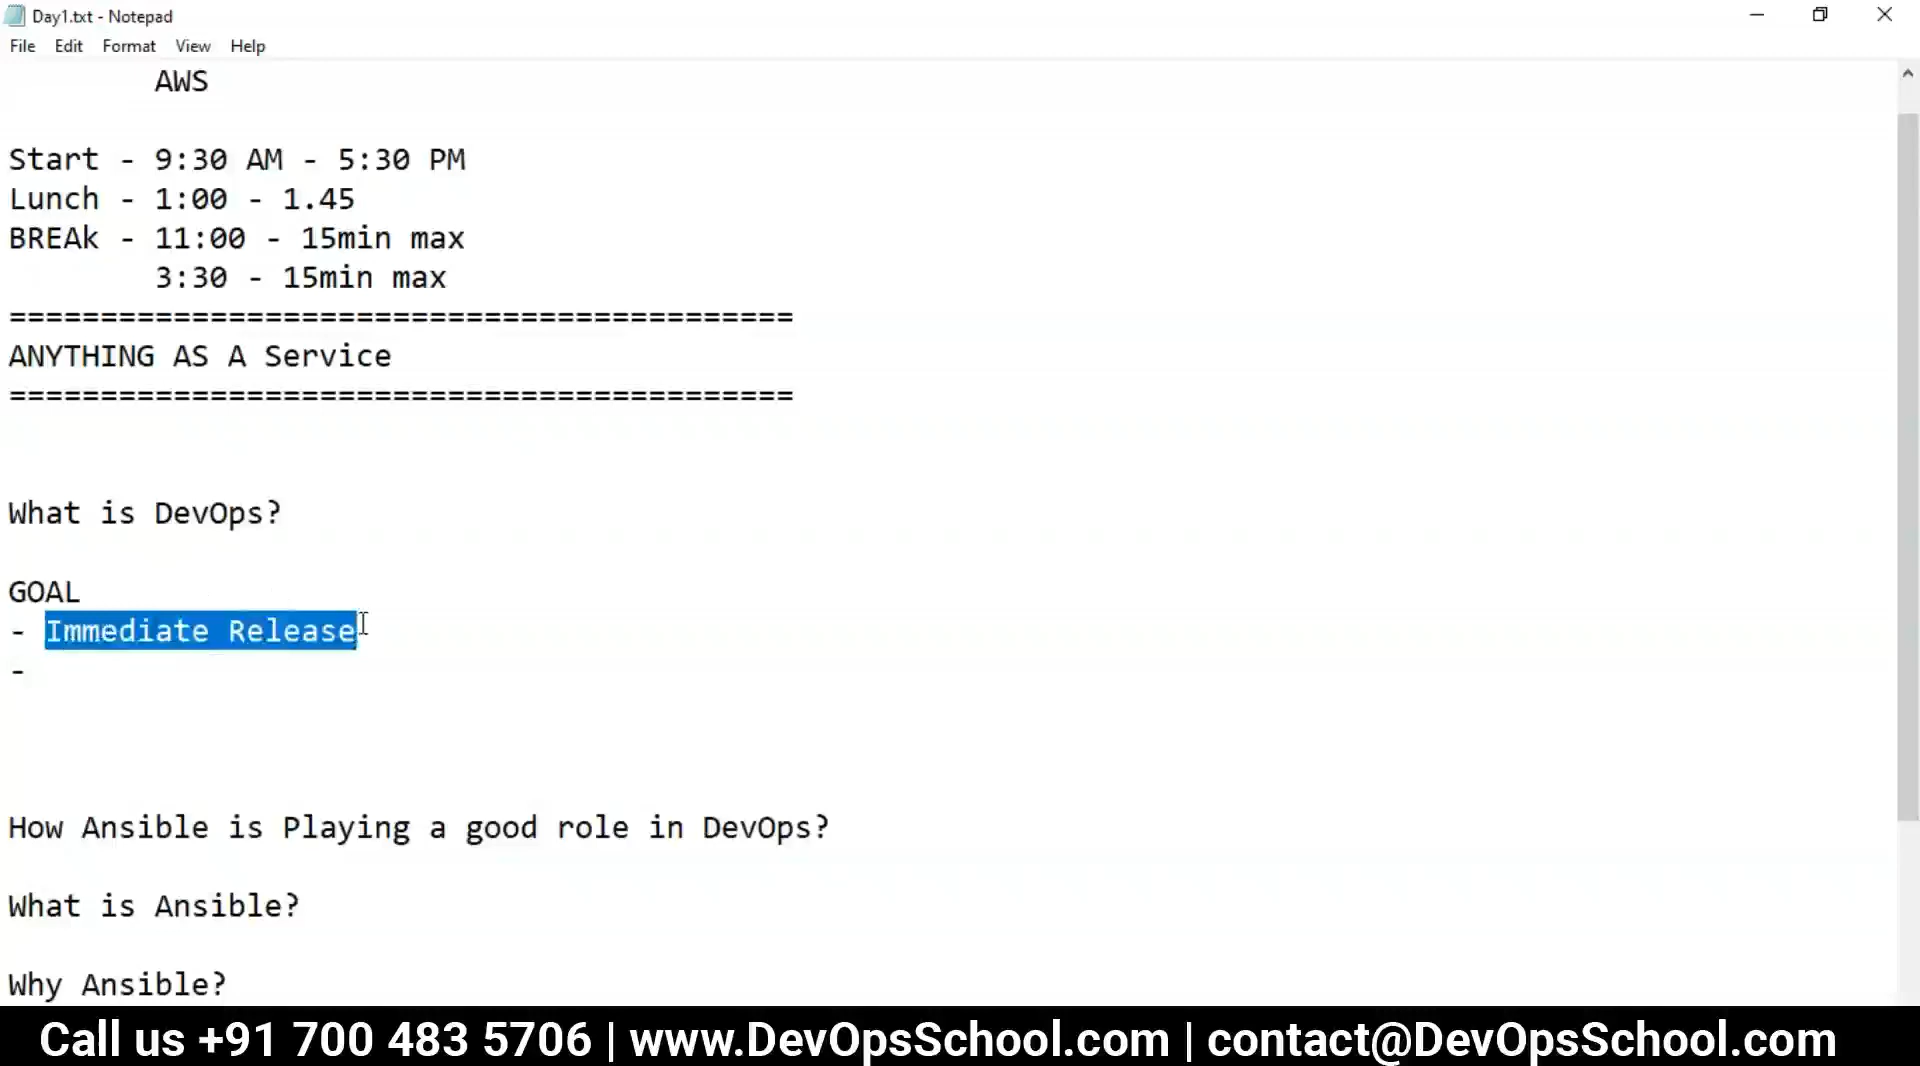 Day1.txt - Notepad
File Edit Format View Help
AWS
Start - 9:30 AM - 5:30 PM
Lunch - 1:00 - 1.45
BREAk - 11:00 - 15min max
3:30 - 15min max
===========================================
ANYTHING AS A Service
===========================================
What is DevOps?
GOAL
- Immediate Release
-
How Ansible is Playing a good role in DevOps?
What is Ansible?
Why Ansible?
Call us +91 700 483 5706 | www.DevOpsSchool.com | contact@DevOpsSchool.com